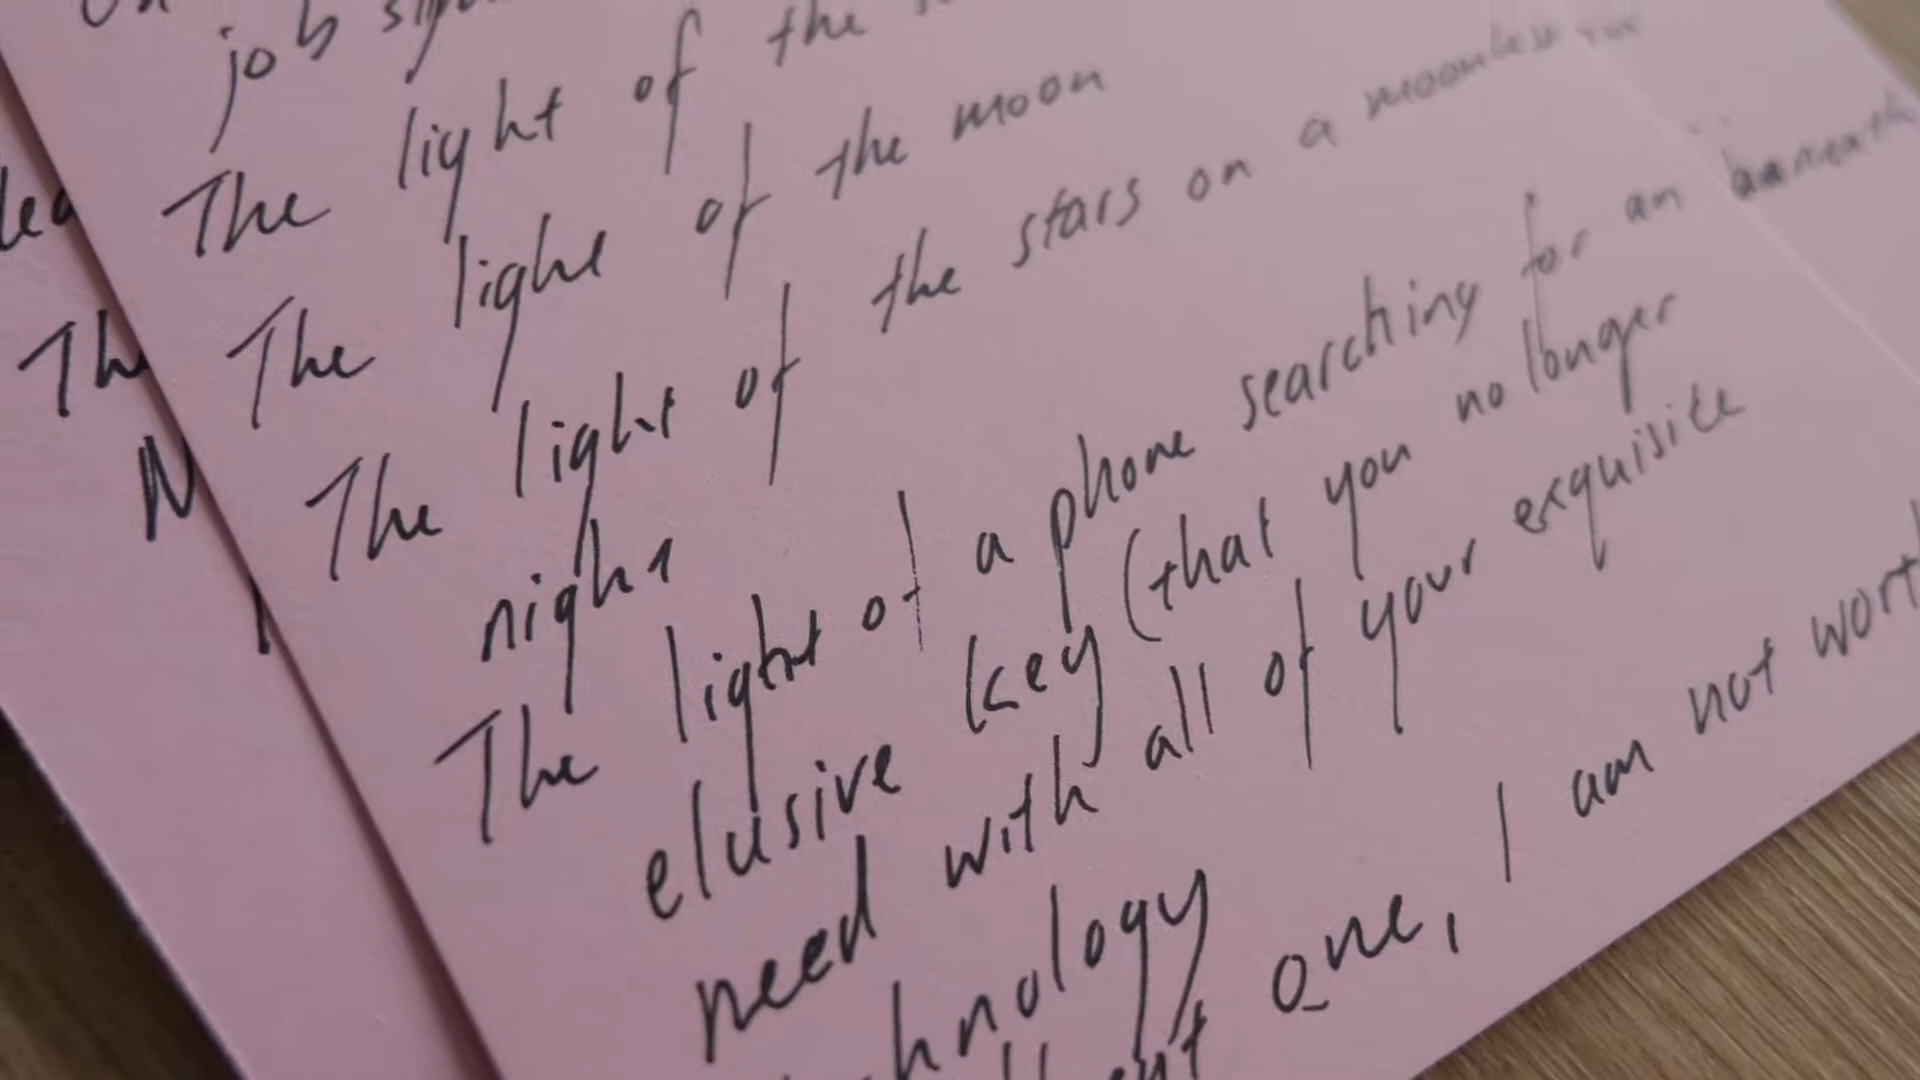 job
The light of the
The light of the moon
The light of the stars on a moonless
night
The light of a phone searching for an
elusive key (that you no longer
need with all of your exquisite
one, I am not
The
N